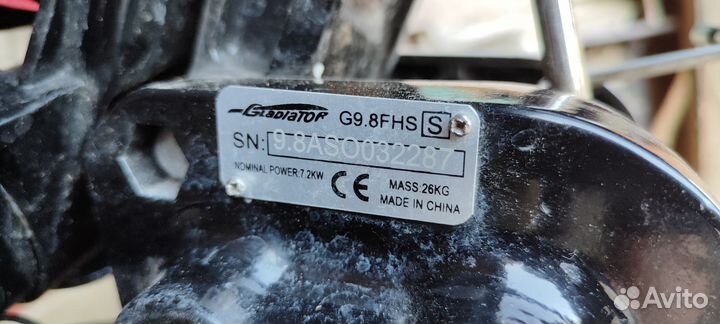 GLADIATOR G9.8FHS S
SN: 9.8ASO032287
NOMINAL POWER:7.2KW
CE MASS:26KG
MADE IN CHINA
Avito